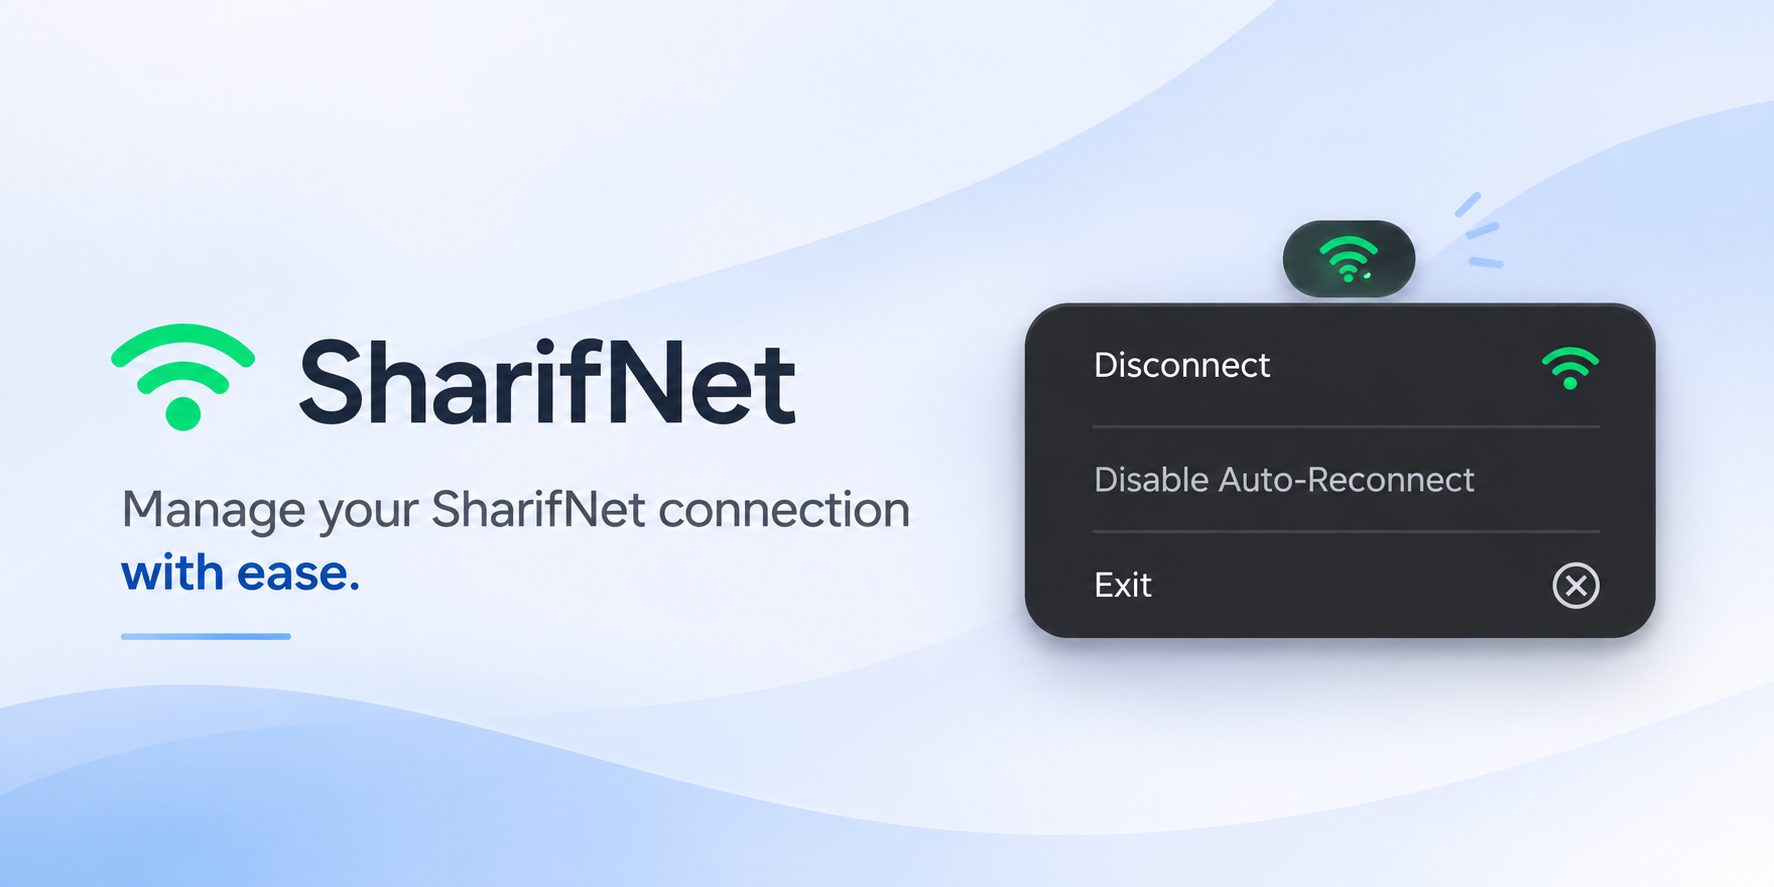 SharifNet
Manage your SharifNet connection
with ease.
Disconnect
Disable Auto-Reconnect
Exit